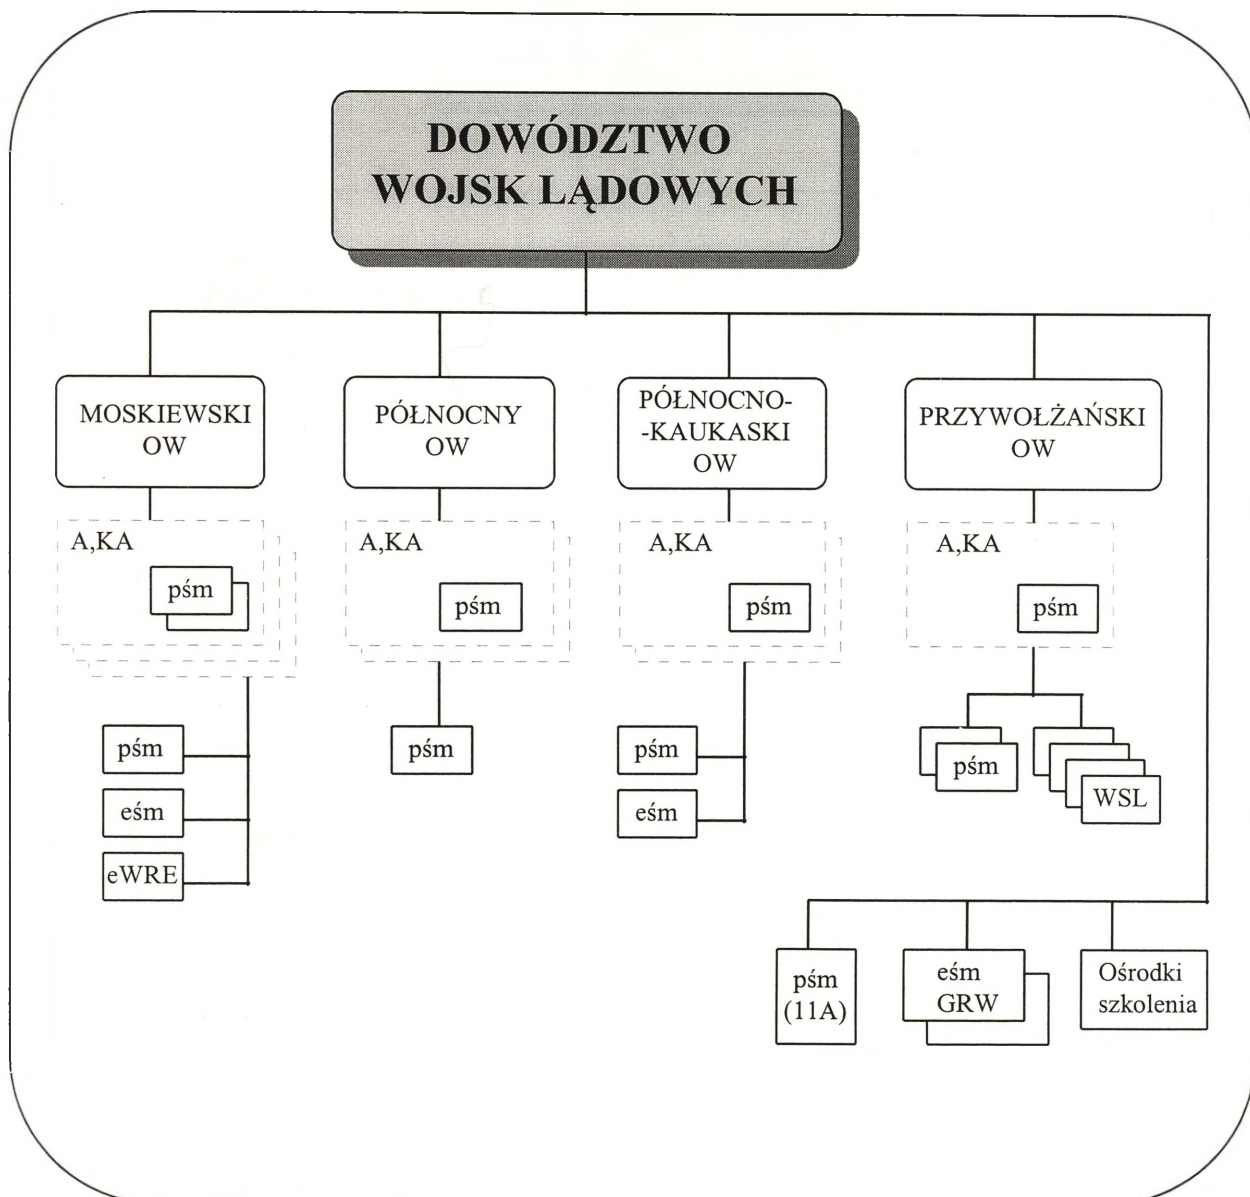 DOWÓDZTWO
WOJSK LĄDOWYCH
MOSKIEWSKI
OW
PÓŁNOCNY
OW
PÓŁNOCNO-
-KAUKASKI
OW
PRZYWOŁŻAŃSKI
OW
A,KA
pśm
A,KA
pśm
A,KA
pśm
A,KA
pśm
pśm
eśm
eWRE
pśm
pśm
eśm
pśm
WSL
pśm
(11A)
eśm
GRW
Ośrodki
szkolenia